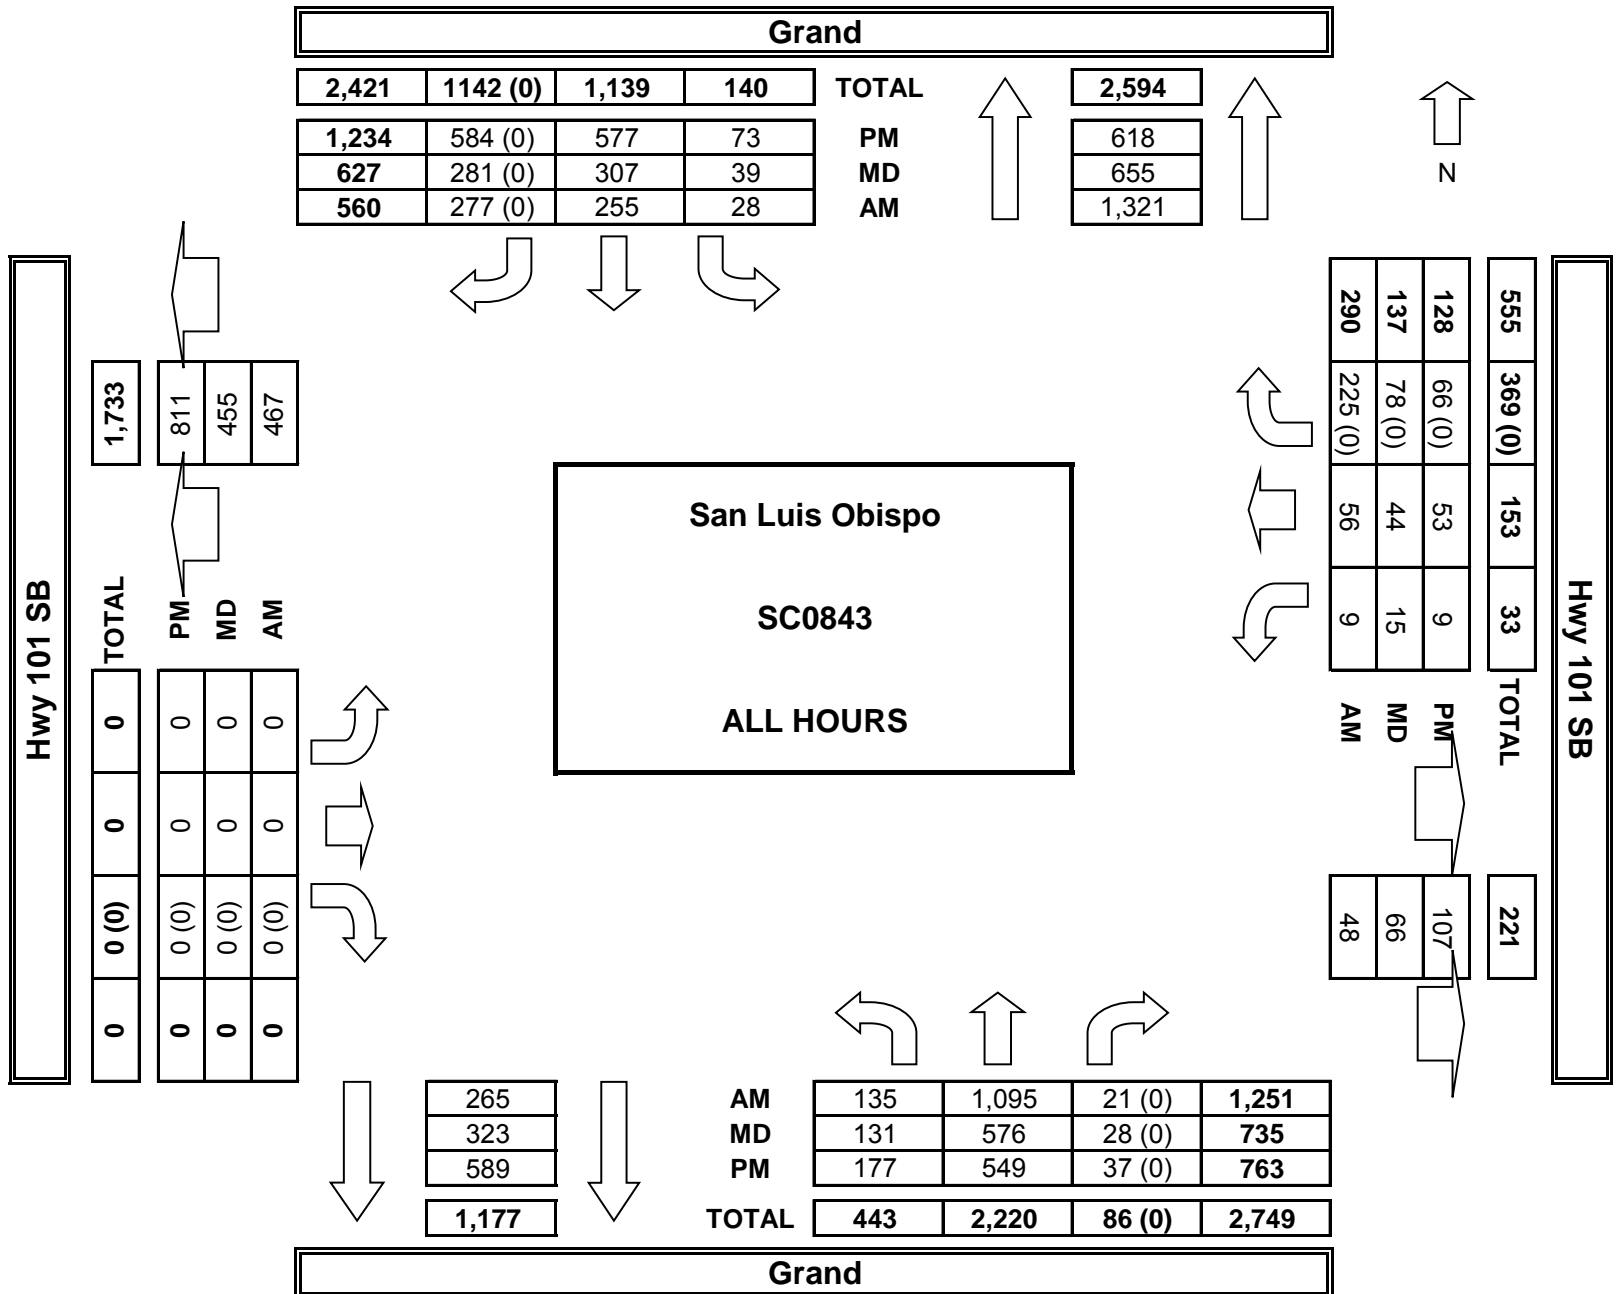 Grand
2,421 1142 (0) 1,139 140 TOTAL 2,594
1,234 584 (0) 577 73 PM 618
627 281 (0) 307 39 MD 655
560 277 (0) 255 28 AM 1,321
N
Hwy 101 SB
1,733
811
455
467
TOTAL 0 0 0 (0) 0
PM 0 0 0 (0) 0
MD 0 0 0 (0) 0
AM 0 0 0 (0) 0
San Luis Obispo
SC0843
ALL HOURS
555 369 (0) 153 33 TOTAL 221
128 66 (0) 53 9 PM 107
137 78 (0) 44 15 MD 66
290 225 (0) 56 9 AM 48
Hwy 101 SB
265 AM 135 1,095 21 (0) 1,251
323 MD 131 576 28 (0) 735
589 PM 177 549 37 (0) 763
1,177 TOTAL 443 2,220 86 (0) 2,749
Grand